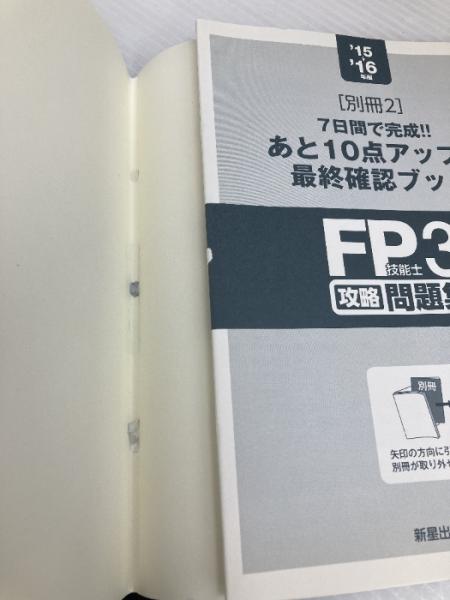 '15
'16
年版
[別冊2]
7日間で完成!!
あと10点アップ
最終確認ブッ
FP3
技能士
攻略 問題集
別冊
矢印の方向に引
別冊が取り外せ
新星出